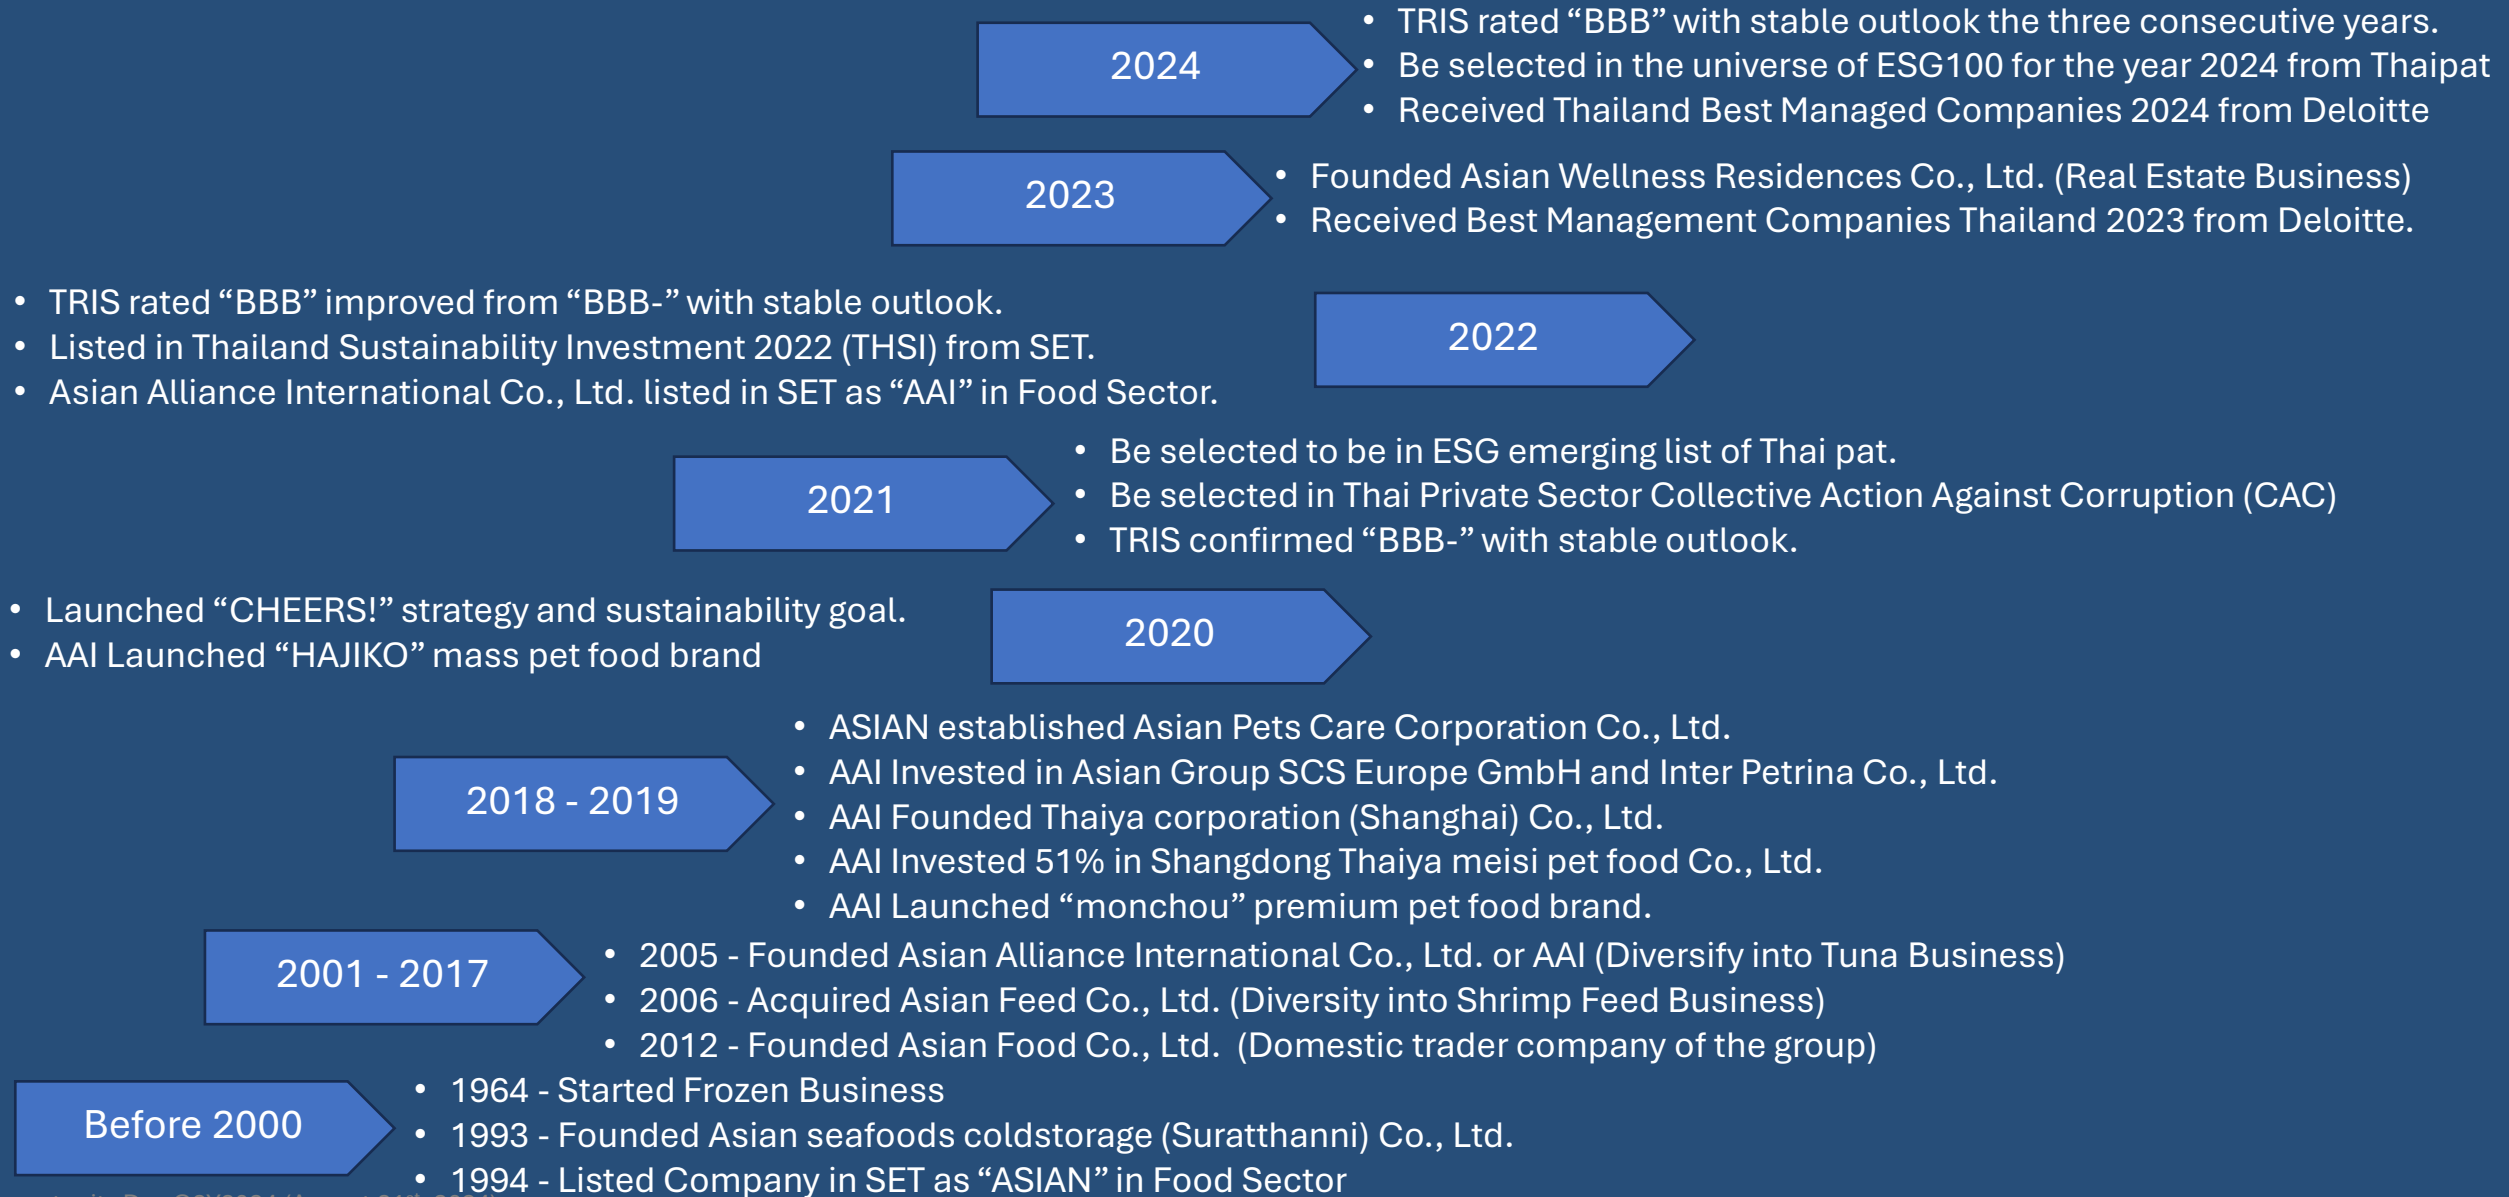 2024
• TRIS rated “BBB” with stable outlook the three consecutive years.
• Be selected in the universe of ESG100 for the year 2024 from Thaipat
• Received Thailand Best Managed Companies 2024 from Deloitte
2023
• Founded Asian Wellness Residences Co., Ltd. (Real Estate Business)
• Received Best Management Companies Thailand 2023 from Deloitte.
• TRIS rated “BBB” improved from “BBB-” with stable outlook.
• Listed in Thailand Sustainability Investment 2022 (THSI) from SET.
• Asian Alliance International Co., Ltd. listed in SET as “AAI” in Food Sector.
2022
2021
• Be selected to be in ESG emerging list of Thai pat.
• Be selected in Thai Private Sector Collective Action Against Corruption (CAC)
• TRIS confirmed “BBB-” with stable outlook.
• Launched “CHEERS!” strategy and sustainability goal.
• AAI Launched “HAJIKO” mass pet food brand
2020
2018 - 2019
• ASIAN established Asian Pets Care Corporation Co., Ltd.
• AAI Invested in Asian Group SCS Europe GmbH and Inter Petrina Co., Ltd.
• AAI Founded Thaiya corporation (Shanghai) Co., Ltd.
• AAI Invested 51% in Shangdong Thaiya meisi pet food Co., Ltd.
• AAI Launched “monchou” premium pet food brand.
2001 - 2017
• 2005 - Founded Asian Alliance International Co., Ltd. or AAI (Diversify into Tuna Business)
• 2006 - Acquired Asian Feed Co., Ltd. (Diversity into Shrimp Feed Business)
• 2012 - Founded Asian Food Co., Ltd.  (Domestic trader company of the group)
Before 2000
• 1964 - Started Frozen Business
• 1993 - Founded Asian seafoods coldstorage (Suratthanni) Co., Ltd.
• 1994 - Listed Company in SET as “ASIAN” in Food Sector